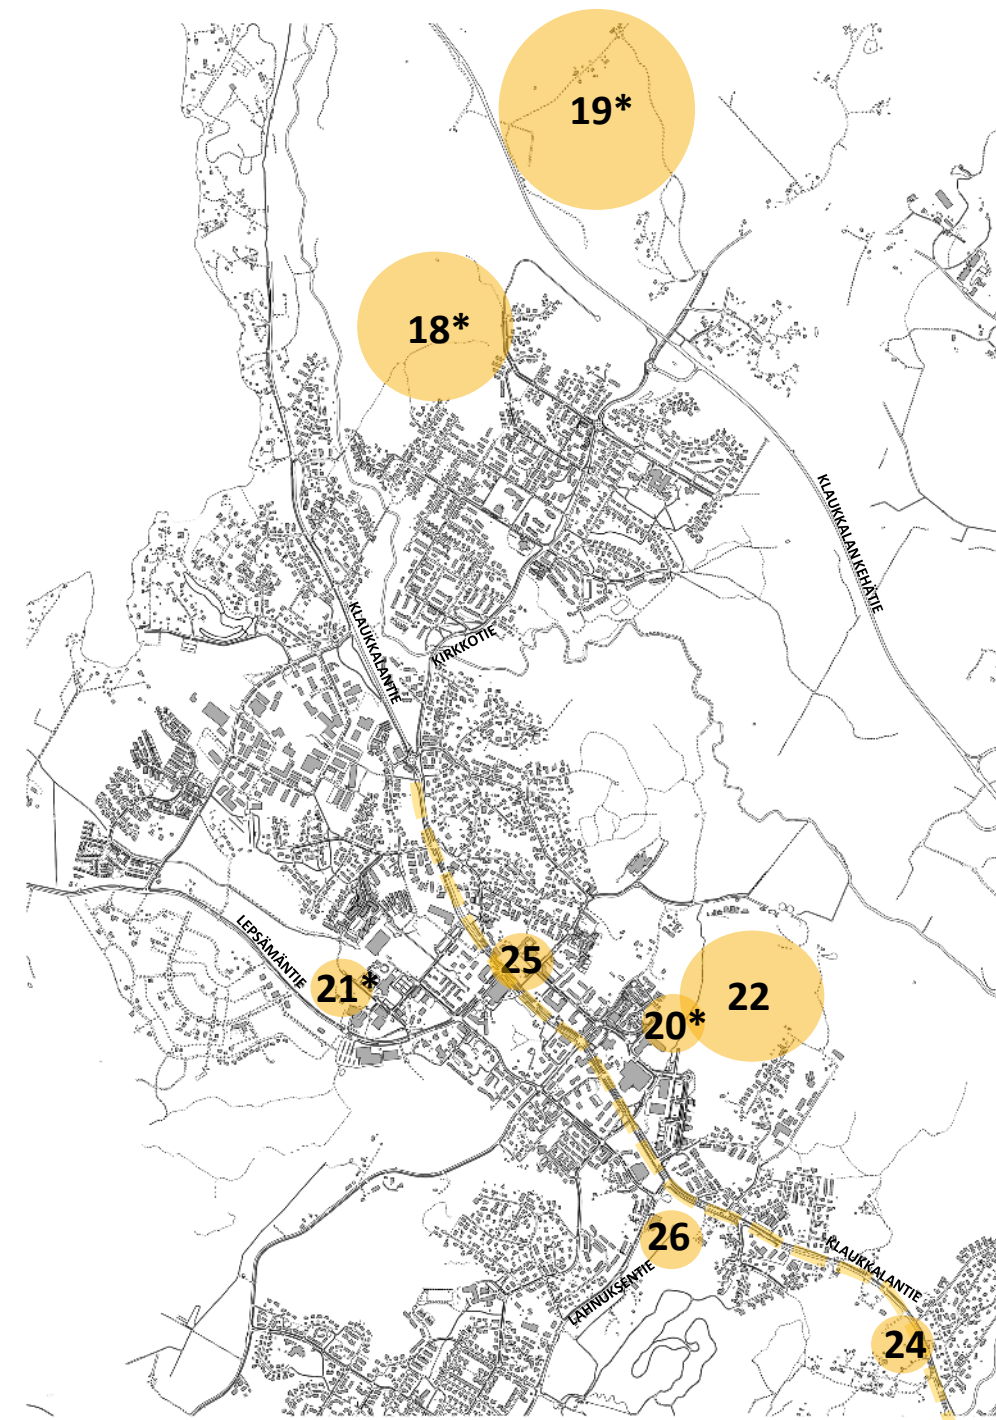 19*
18*
KLAUKKALAN KEHÄTIE
KLAUKKALANTIE
KIRKKOTIE
LEPSÄMÄNTIE
25
21*
22
20*
26
KLAUKKALANTIE
LAHNUKSENTIE
24